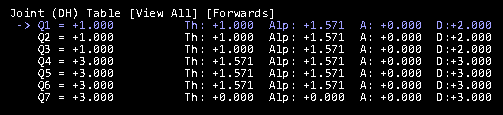 Joint (DH) Table [View All] [Forwards]
-> Q1 = +1.000 Th: +1.000 Alp: +1.571 A: +0.000 D:+2.000
Q2 = +1.000 Th: +1.000 Alp: +1.571 A: +0.000 D:+2.000
Q3 = +1.000 Th: +1.000 Alp: +1.571 A: +0.000 D:+2.000
Q4 = +3.000 Th: +1.571 Alp: +1.571 A: +0.000 D:+3.000
Q5 = +3.000 Th: +1.571 Alp: +1.571 A: +0.000 D:+3.000
Q6 = +3.000 Th: +1.571 Alp: +1.571 A: +0.000 D:+3.000
Q7 = +3.000 Th: +0.000 Alp: +0.000 A: +0.000 D:+3.000